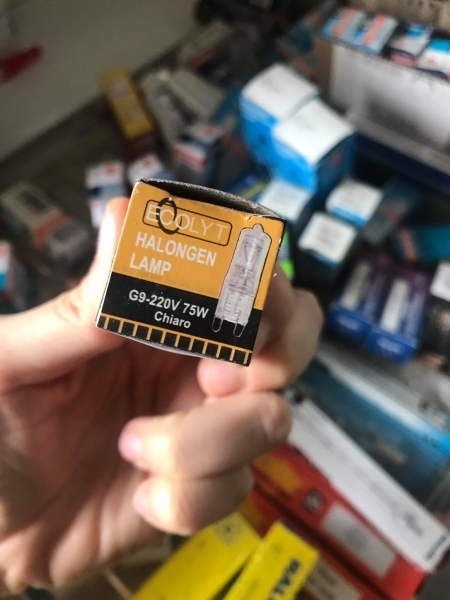 ECOLYT
HALONGEN
LAMP
G9-220V 75W
Chiaro